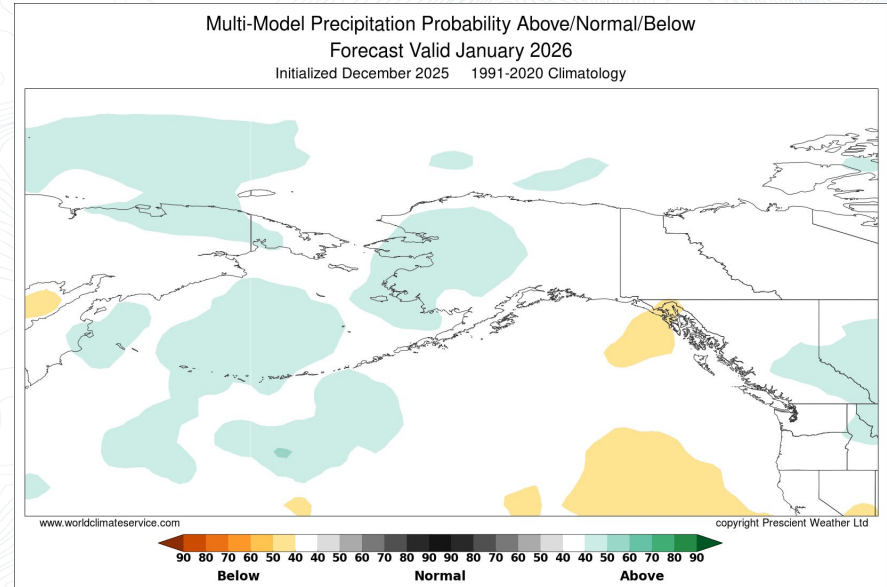 Multi-Model Precipitation Probability Above/Normal/Below
Forecast Valid January 2026
Initialized December 2025 1991-2020 Climatology
www.worldclimateservice.com copyright Prescient Weather Ltd
90 80 70 60 50 40 40 50 60 70 80 90 90 80 70 60 50 40 40 50 60 70 80 90
Below Normal Above